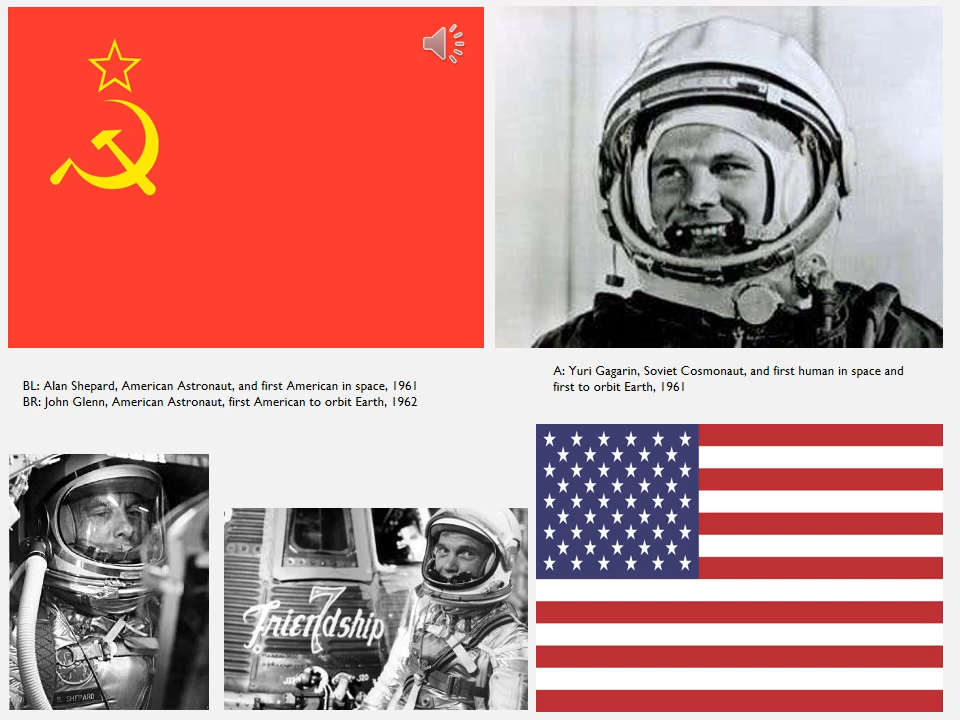 BL: Alan Shepard, American Astronaut, and first American in space, 1961
BR: John Glenn, American Astronaut, first American to orbit Earth, 1962
A: Yuri Gagarin, Soviet Cosmonaut, and first human in space and
first to orbit Earth, 1961
SHEPARD
Friendship
7